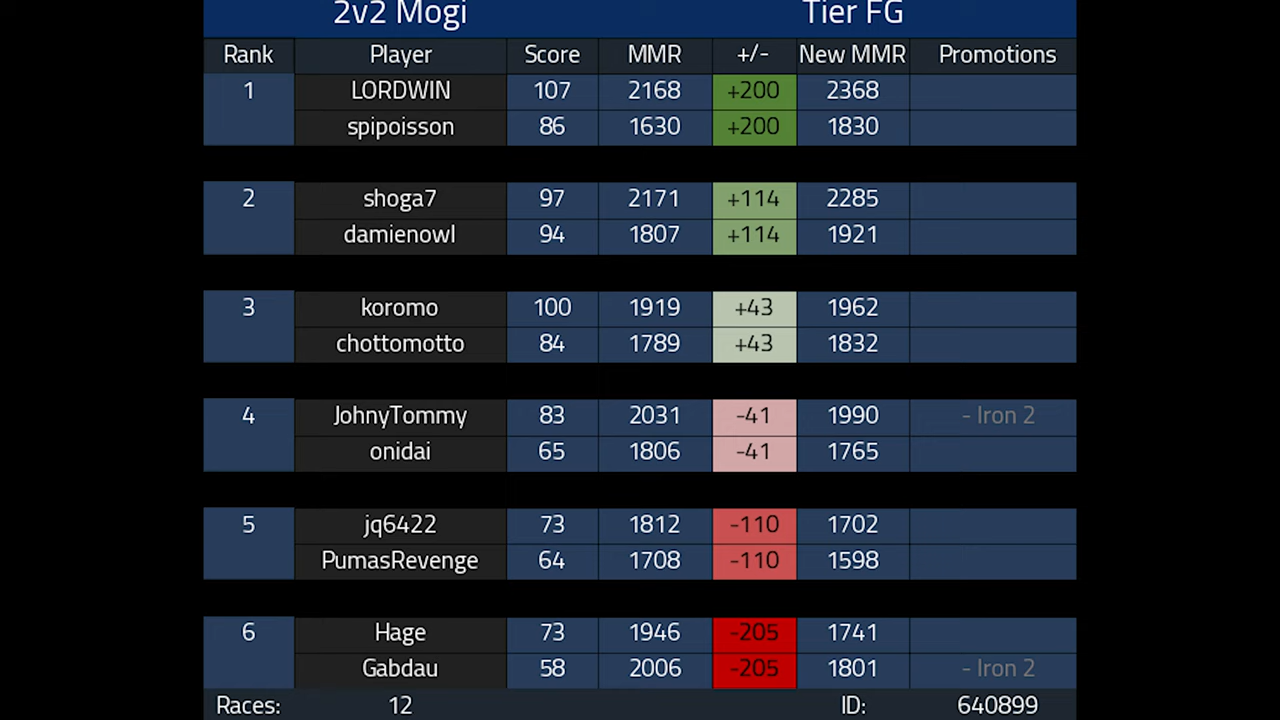 2v2 Mogi Tier FG
Rank Player Score MMR +/- New MMR Promotions
1 LORDWIN 107 2168 +200 2368
spipoisson 86 1630 +200 1830
2 shoga7 97 2171 +114 2285
damienowl 94 1807 +114 1921
3 koromo 100 1919 +43 1962
chottomotto 84 1789 +43 1832
4 JohnyTommy 83 2031 -41 1990 - Iron 2
onidai 65 1806 -41 1765
5 jq6422 73 1812 -110 1702
PumasRevenge 64 1708 -110 1598
6 Hage 73 1946 -205 1741
Gabdau 58 2006 -205 1801 - Iron 2
Races: 12 ID: 640899